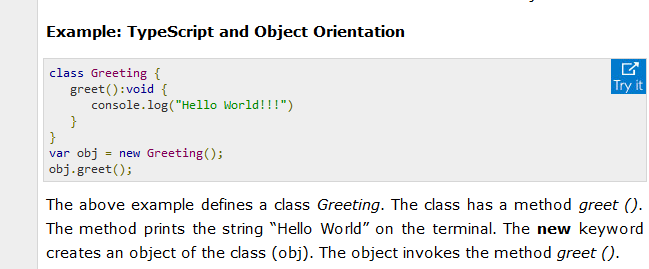 Example: TypeScript and Object Orientation
class Greeting {
   greet():void {
      console.log("Hello World!!!")
   }
}
var obj = new Greeting();
obj.greet();
Try it
The above example defines a class Greeting. The class has a method greet ().
The method prints the string “Hello World” on the terminal. The new keyword
creates an object of the class (obj). The object invokes the method greet ().